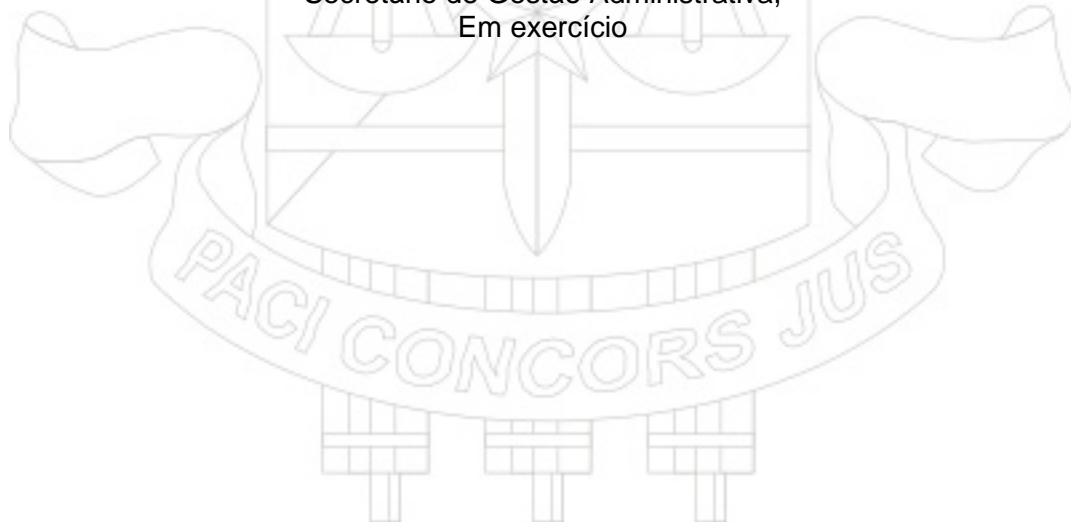 Secretário de Gestão Administrativa,
Em exercício
PACI CONCORS JUS